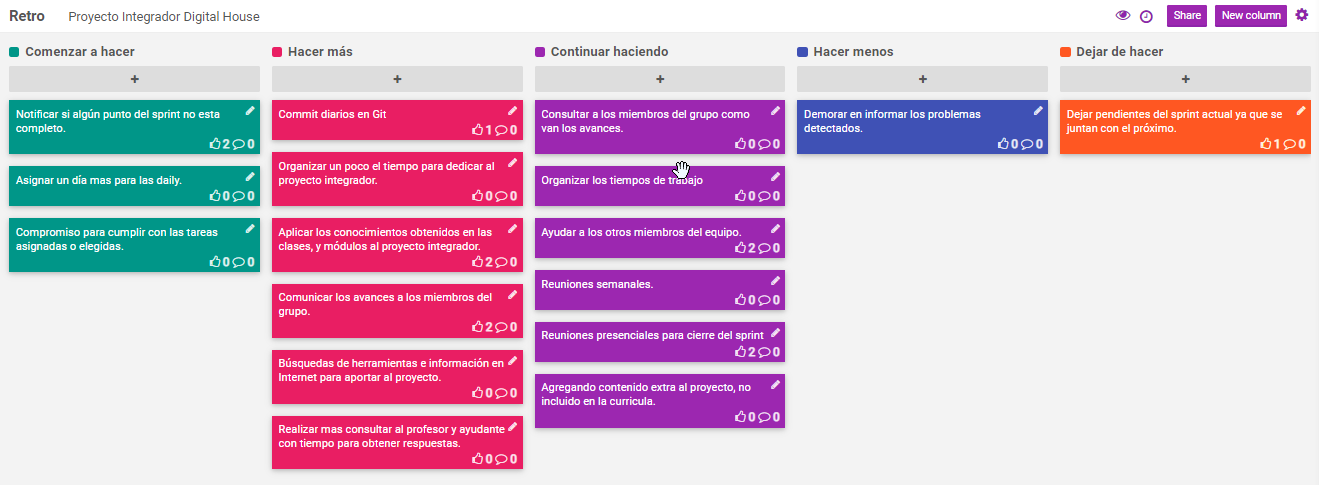 Retro
Proyecto Integrador Digital House
Share
New column
Comenzar a hacer
+
Notificar si algún punto del sprint no esta
completo.
2 0
Asignar un día mas para las daily.
0 0
Compromiso para cumplir con las tareas
asignadas o elegidas.
0 0
Hacer más
+
Commit diarios en Git
1 0
Organizar un poco el tiempo para dedicar al
proyecto integrador.
0 0
Aplicar los conocimientos obtenidos en las
clases, y módulos al proyecto integrador.
2 0
Comunicar los avances a los miembros del
grupo.
2 0
Búsquedas de herramientas e información en
Internet para aportar al proyecto.
0 0
Realizar mas consultar al profesor y ayudante
con tiempo para obtener respuestas.
0 0
Continuar haciendo
+
Consultar a los miembros del grupo como
van los avances.
0 0
Organizar los tiempos de trabajo
0 0
Ayudar a los otros miembros del equipo.
2 0
Reuniones semanales.
0 0
Reuniones presenciales para cierre del sprint
2 0
Agregando contenido extra al proyecto, no
incluido en la curricula.
0 0
Hacer menos
+
Demorar en informar los problemas
detectados.
0 0
Dejar de hacer
+
Dejar pendientes del sprint actual ya que se
juntan con el próximo.
1 0